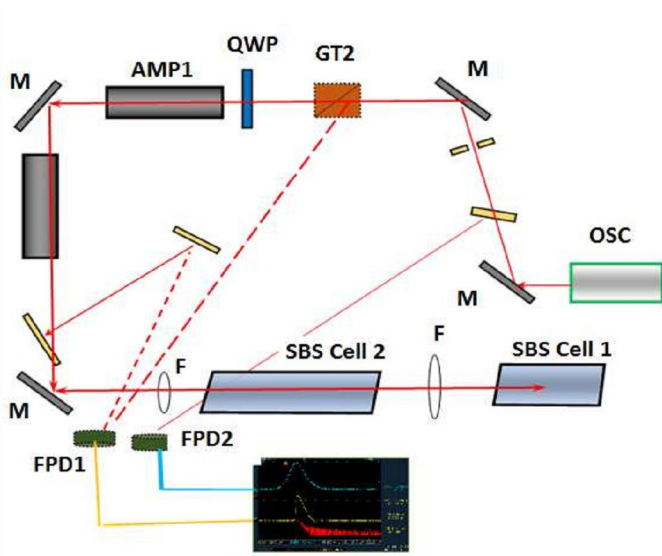 QWP
GT2
M
AMP1
M
OSC
M
F
SBS Cell 2
F
SBS Cell 1
M
FPD1
FPD2